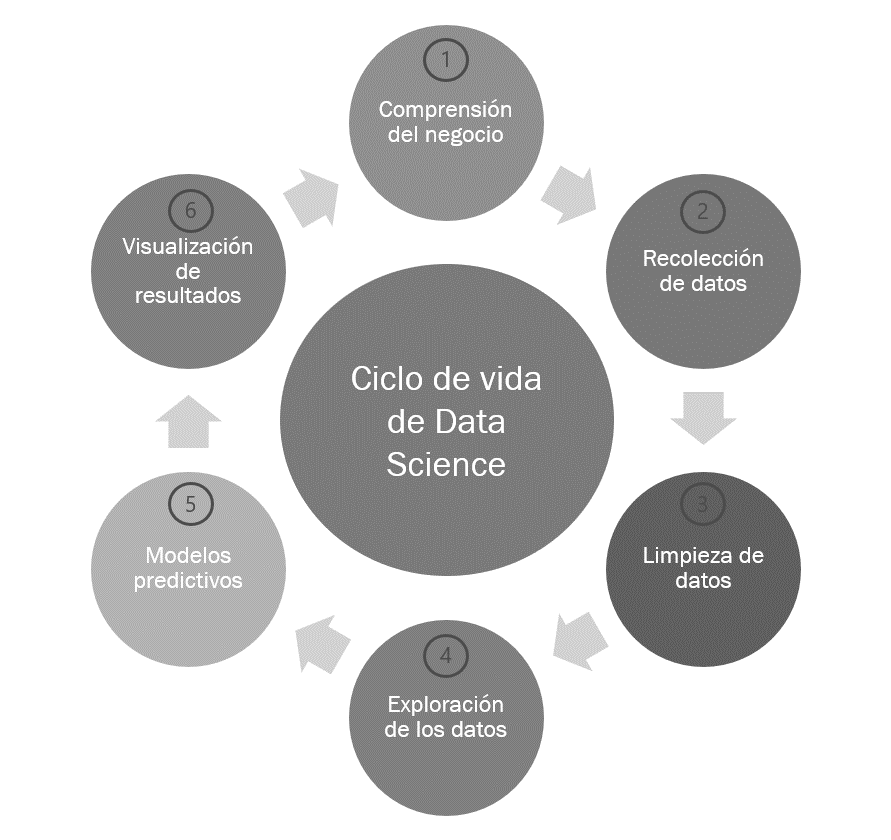 1
Comprensión
del negocio
2
Recolección
de datos
3
Limpieza de
datos
4
Exploración
de los datos
5
Modelos
predictivos
6
Visualización
de
resultados
Ciclo de vida
de Data
Science